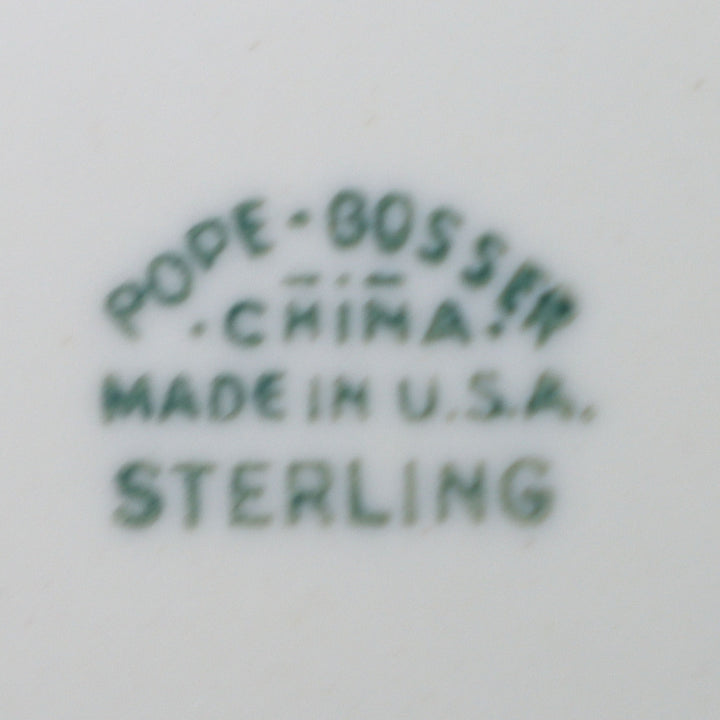 POPE-GOSSER
·CHINA·
MADE IN U.S.A.
STERLING